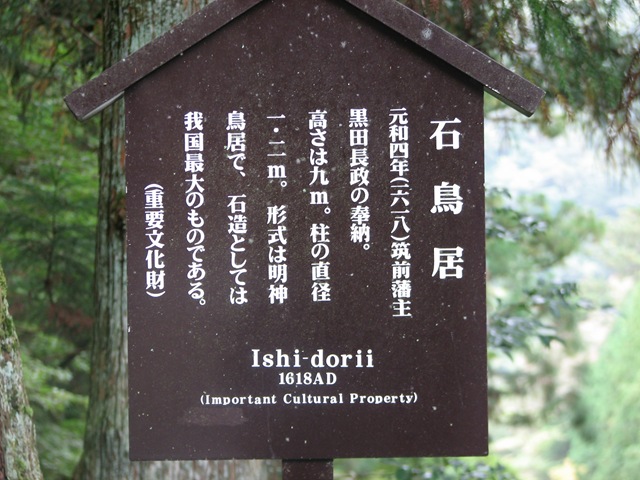 石鳥居
元和四年(一六一八)筑前藩主
黒田長政の奉納。
高さは九m。柱の直径
一・二m。形式は明神
鳥居で、石造としては
我国最大のものである。
(重要文化財)
Ishi-dorii
1618AD
(Important Cultural Property)